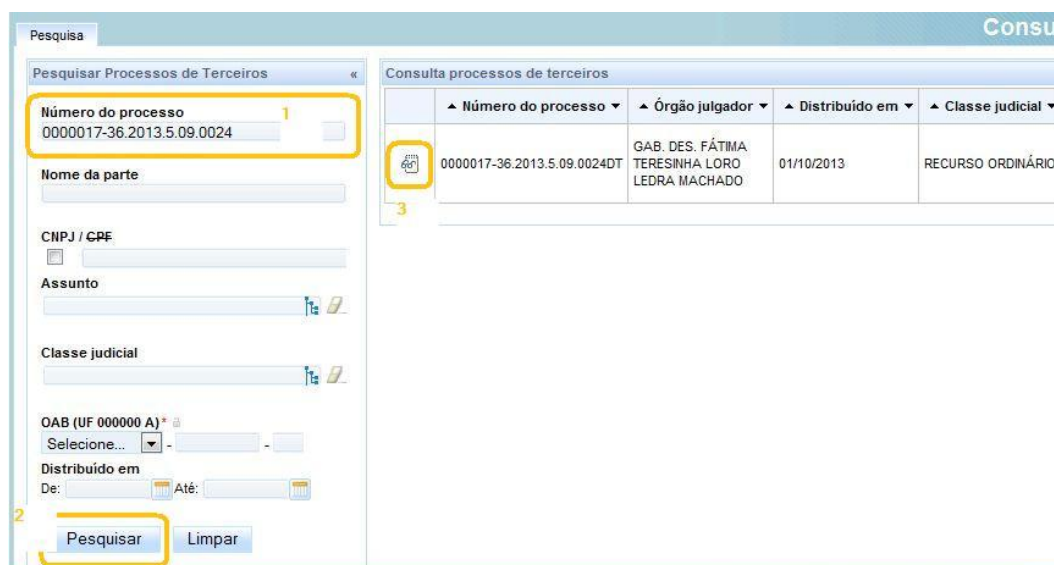 Consu
Pesquisa
Pesquisar Processos de Terceiros «
Número do processo 1
0000017-36.2013.5.09.0024
Nome da parte
CNPJ / CPF
Assunto
Classe judicial
OAB (UF 000000 A)*
Selecione... - -
Distribuído em
De: Até:
2
Pesquisar Limpar
Consulta processos de terceiros
▲ Número do processo ▼ ▲ Órgão julgador ▼ ▲ Distribuído em ▼ ▲ Classe judicial ▼
0000017-36.2013.5.09.0024DT GAB. DES. FÁTIMA TERESINHA LORO LEDRA MACHADO 01/10/2013 RECURSO ORDINÁRIO
3